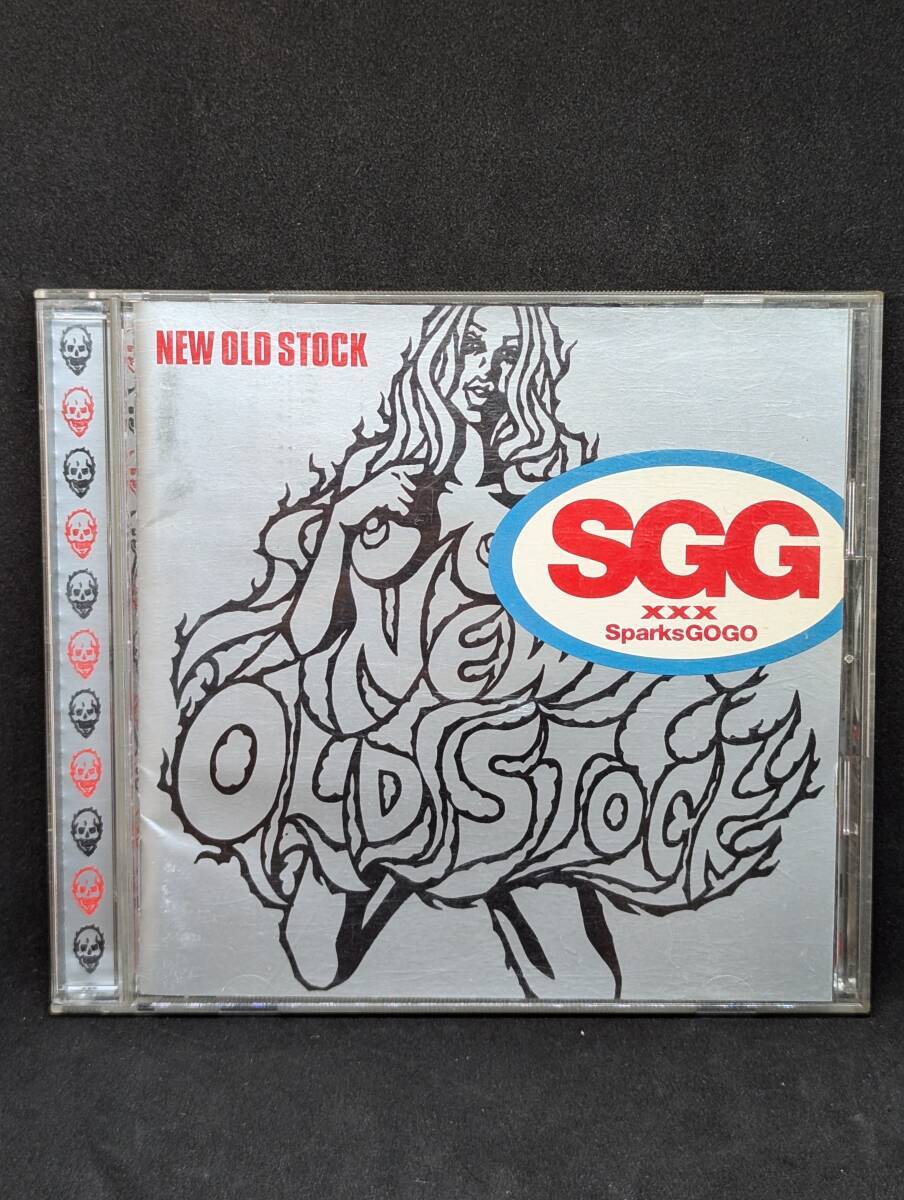 NEW OLD STOCK
SGG
XXX
SparksGOGO
NEW
OLD STOCK